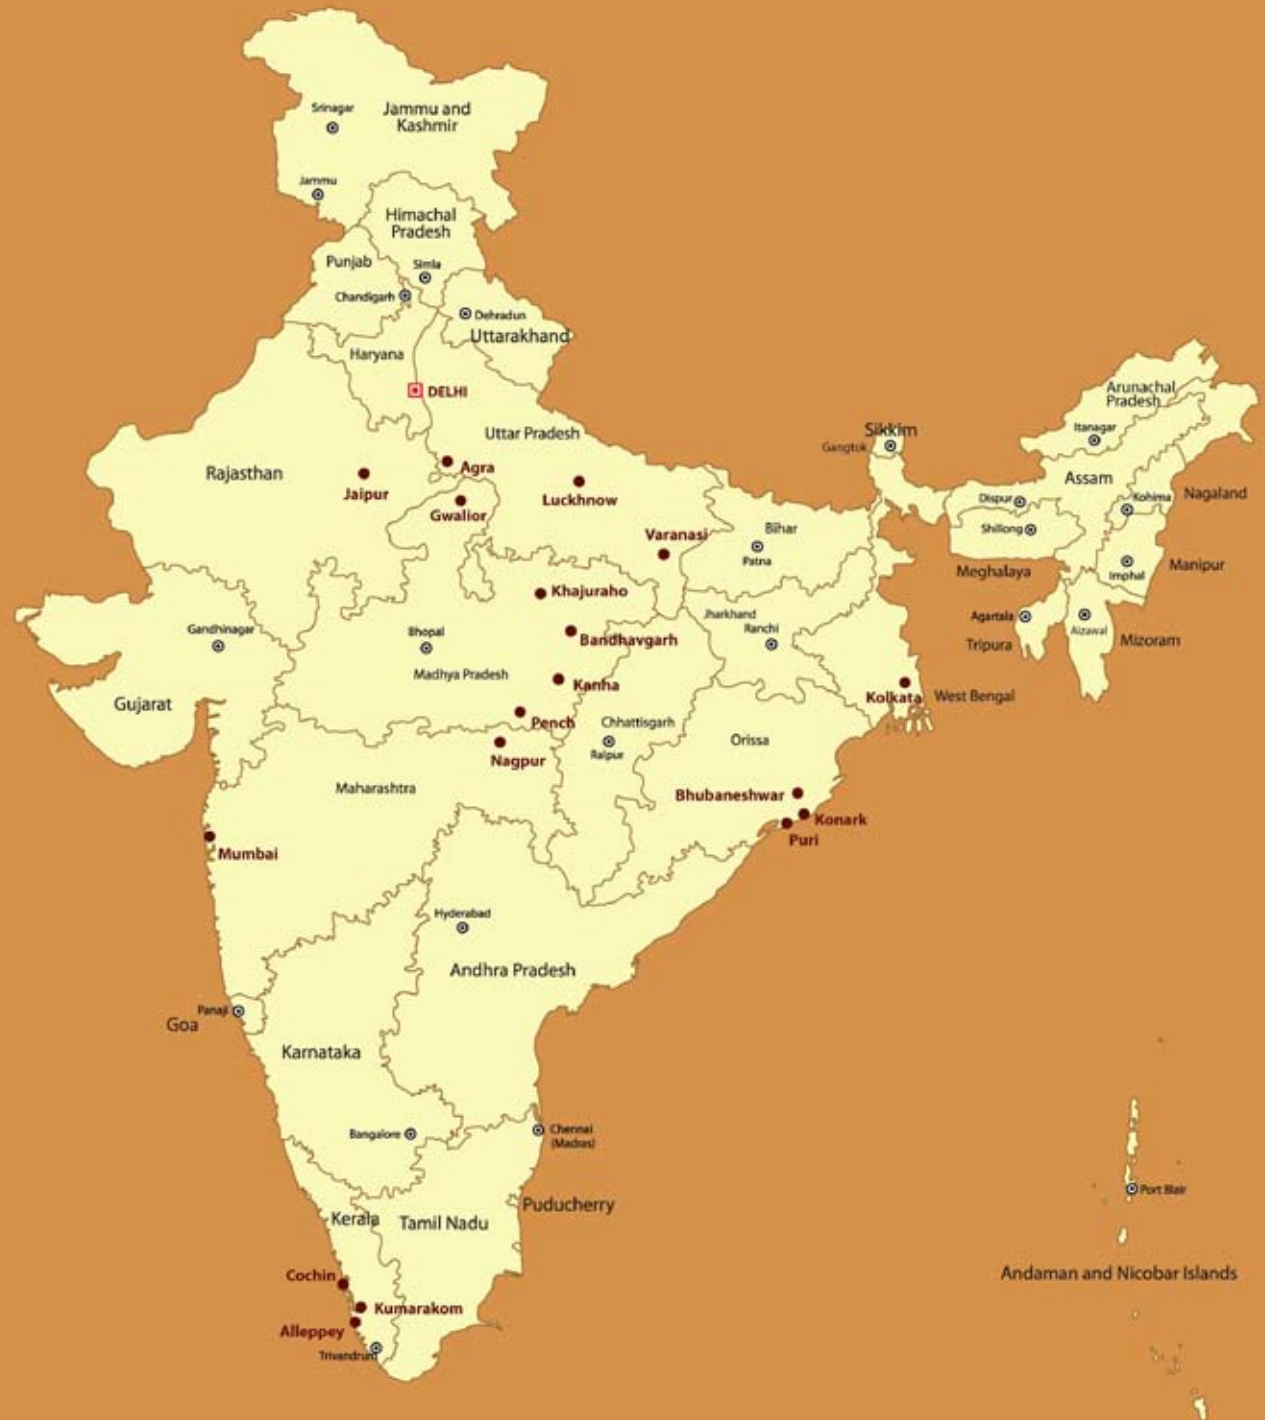 Srinagar
Jammu and
Kashmir
Jammu
Himachal
Pradesh
Punjab
Simla
Chandigarh
Dehradun
Uttarakhand
Haryana
DELHI
Uttar Pradesh
Arunachal
Pradesh
Itanagar
Sikkim
Gangtok
Rajasthan
Agra
Jaipur
Luckhnow
Gwalior
Assam
Dispur
Kohima
Nagaland
Shillong
Varanasi
Bihar
Patna
Meghalaya
Imphal
Manipur
Khajuraho
Jharkhand
Ranchi
Agartala
Aizawal
Tripura
Mizoram
Gandhinagar
Bhopal
Bandhavgarh
Madhya Pradesh
Kanha
Gujarat
Kolkata
West Bengal
Pench
Chhattisgarh
Raipur
Orissa
Nagpur
Maharashtra
Bhubaneshwar
Konark
Puri
Mumbai
Hyderabad
Andhra Pradesh
Panaji
Goa
Karnataka
Bangalore
Chennai
(Madras)
Port Blair
Puducherry
Kerala
Tamil Nadu
Andaman and Nicobar Islands
Cochin
Kumarakom
Alleppey
Trivandrum